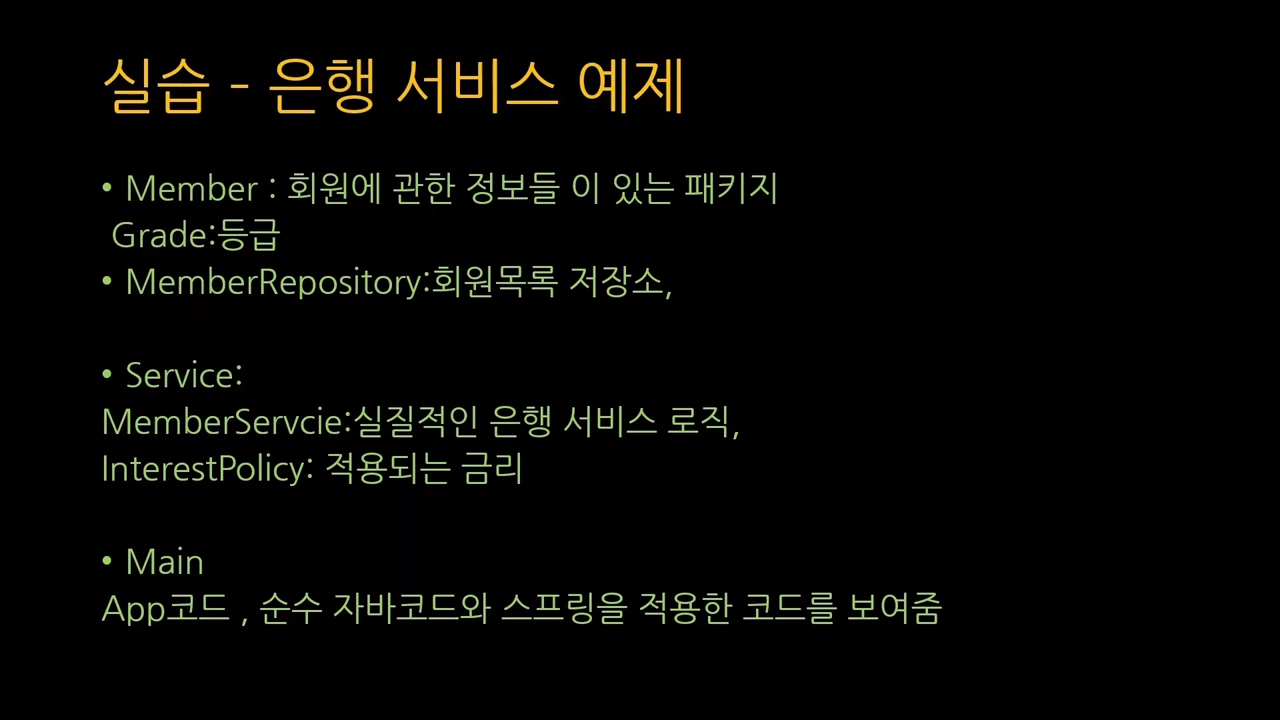 실습 - 은행 서비스 예제
• Member : 회원에 관한 정보들 이 있는 패키지
Grade:등급
• MemberRepository:회원목록 저장소,
• Service:
MemberServcie:실질적인 은행 서비스 로직,
InterestPolicy: 적용되는 금리
• Main
App코드 , 순수 자바코드와 스프링을 적용한 코드를 보여줌